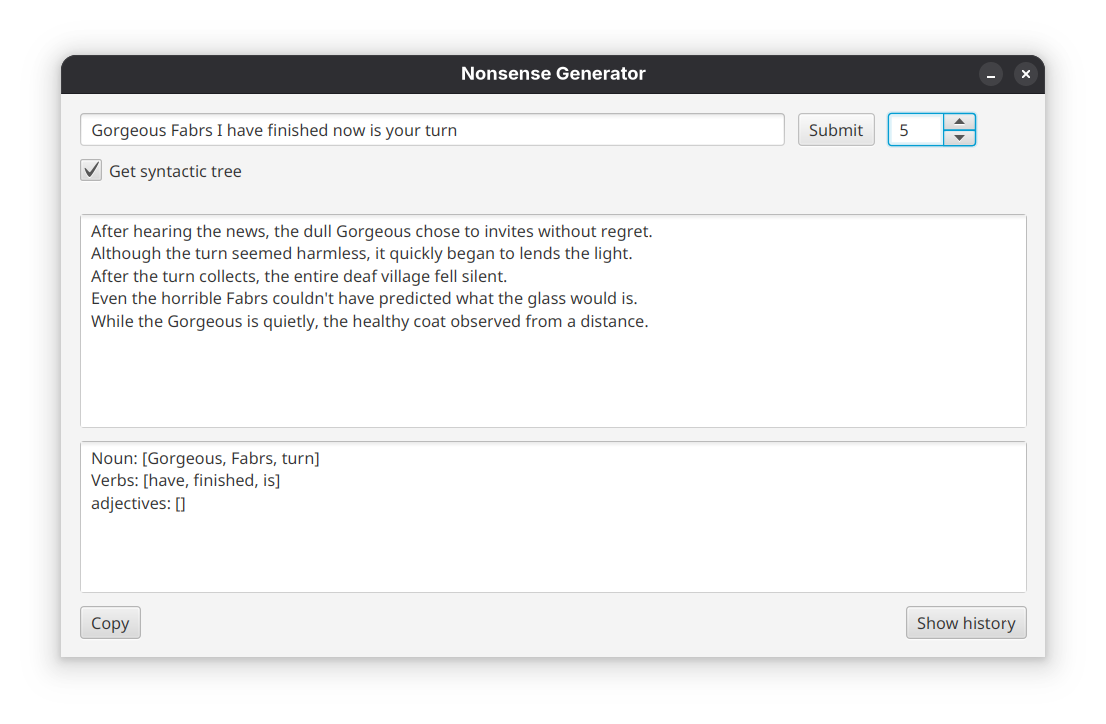 Nonsense Generator
Gorgeous Fabrs I have finished now is your turn
Submit
5
Get syntactic tree
After hearing the news, the dull Gorgeous chose to invites without regret.
Although the turn seemed harmless, it quickly began to lends the light.
After the turn collects, the entire deaf village fell silent.
Even the horrible Fabrs couldn't have predicted what the glass would is.
While the Gorgeous is quietly, the healthy coat observed from a distance.
Noun: [Gorgeous, Fabrs, turn]
Verbs: [have, finished, is]
adjectives: []
Copy
Show history